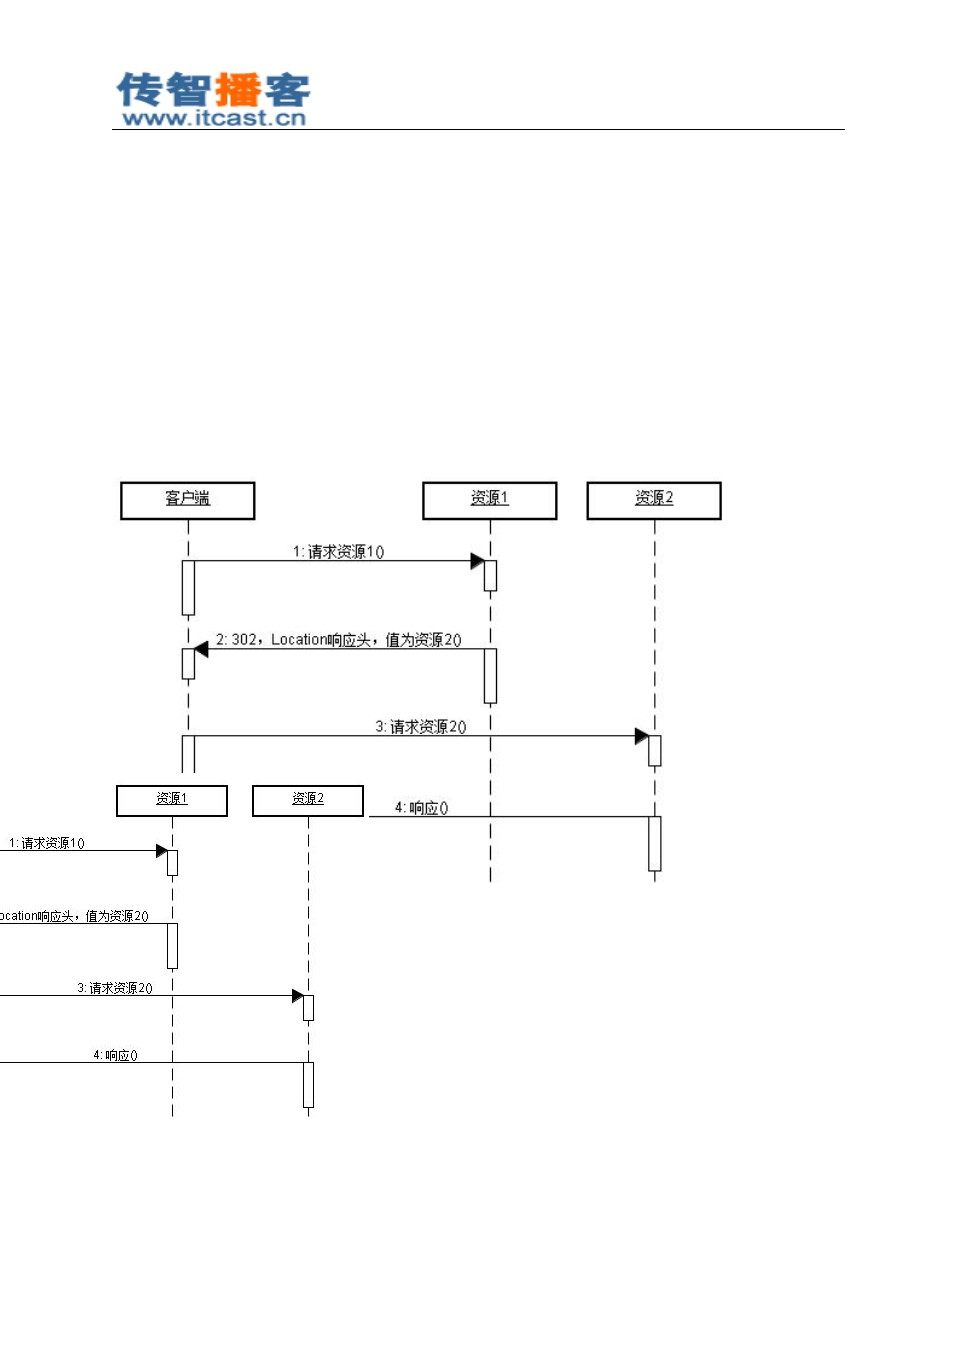 传智播客
www.itcast.cn
客户端
资源1
资源2
1: 请求资源1()
2: 302，Location响应头，值为资源2()
3: 请求资源2()
4: 响应()
资源1
资源2
1: 请求资源1()
ocation响应头，值为资源2()
3: 请求资源2()
4: 响应()